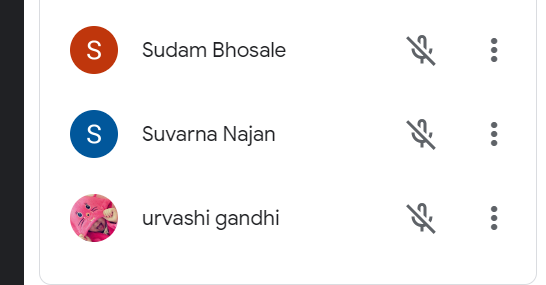 S Sudam Bhosale
S Suvarna Najan
urvashi gandhi